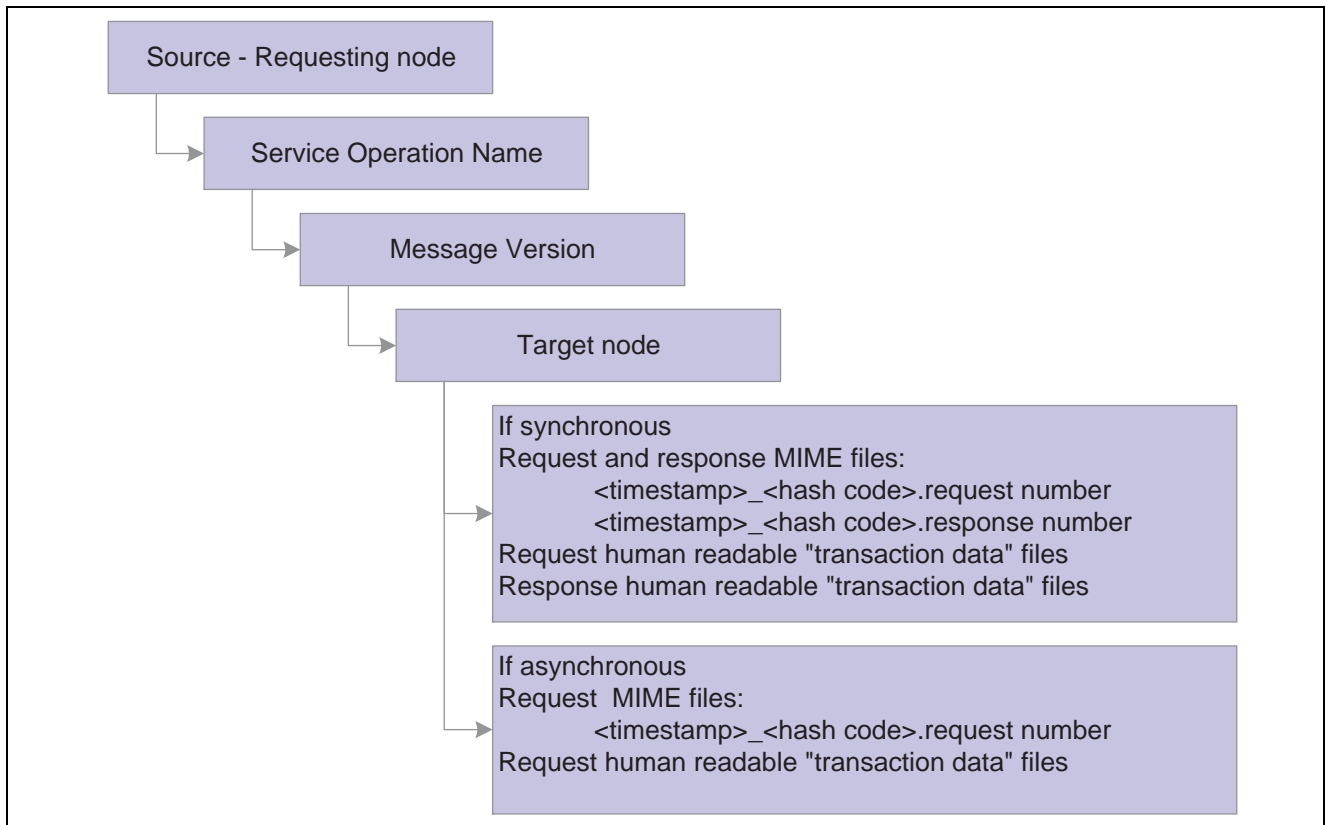 Source - Requesting node
Service Operation Name
Message Version
Target node
If synchronous
Request and response MIME files:
<timestamp>_<hash code>.request number
<timestamp>_<hash code>.response number
Request human readable "transaction data" files
Response human readable "transaction data" files
If asynchronous
Request  MIME files:
<timestamp>_<hash code>.request number
Request human readable "transaction data" files